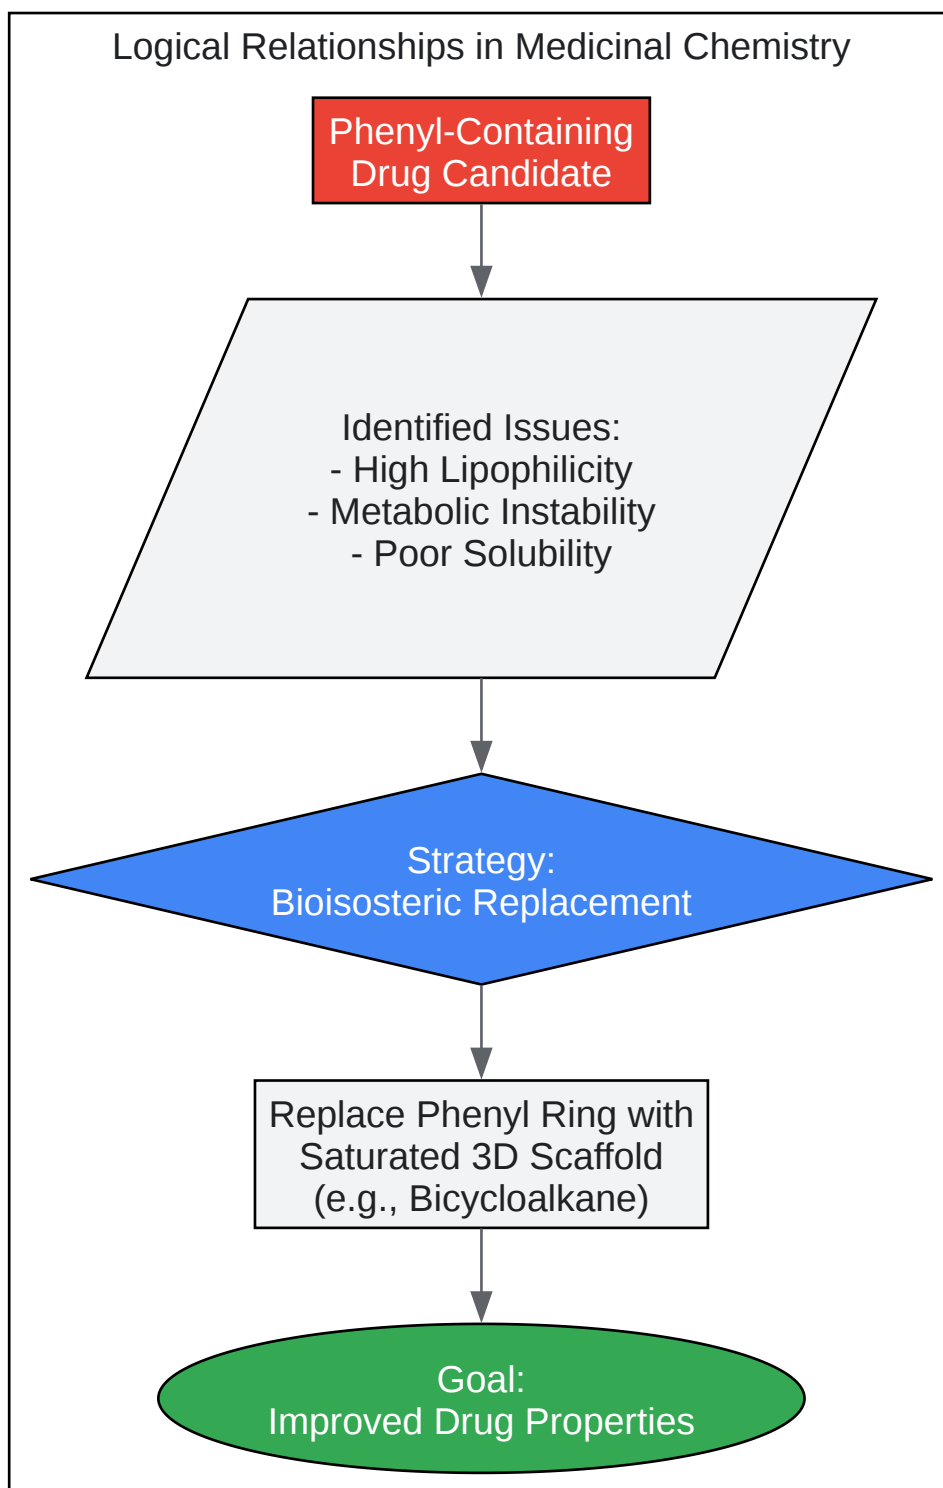 Logical Relationships in Medicinal Chemistry
Phenyl-Containing
Drug Candidate
Identified Issues:
- High Lipophilicity
- Metabolic Instability
- Poor Solubility
Strategy:
Bioisosteric Replacement
Replace Phenyl Ring with
Saturated 3D Scaffold
(e.g., Bicycloalkane)
Goal:
Improved Drug Properties